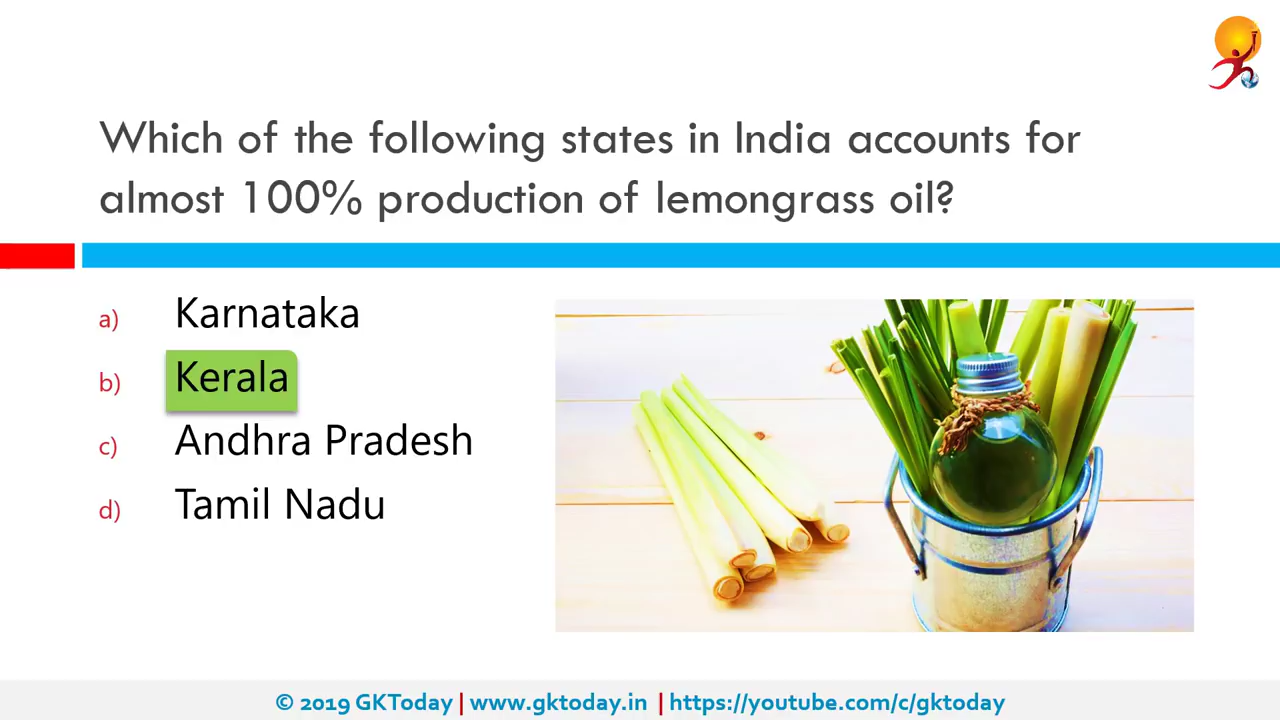 Which of the following states in India accounts for
almost 100% production of lemongrass oil?
a) Karnataka
b) Kerala
c) Andhra Pradesh
d) Tamil Nadu
© 2019 GKToday | www.gktoday.in | https://youtube.com/c/gktoday